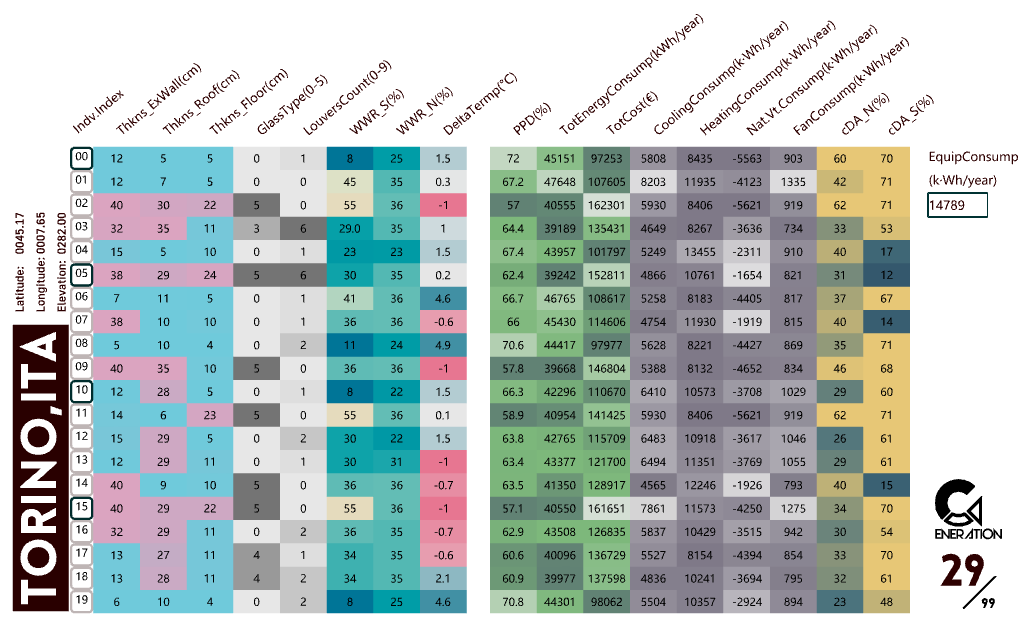 Indv.Index Thkns_ExWall(cm) Thkns_Roof(cm) Thkns_Floor(cm) GlassType(0-5) LouversCount(0-9) WWR_S(%) WWR_N(%) DeltaTermp(°C) PPD(%) TotEnergyConsump(kWh/year) TotCost(€) CoolingConsump(k·Wh/year) HeatingConsump(k·Wh/year) Nat.Vt.Consump(k·Wh/year) FanConsump(k·Wh/year) cDA_N(%) cDA_S(%)
00 12 5 5 0 1 8 25 1.5 72 45151 97253 5808 8435 -5563 903 60 70
01 12 7 5 0 0 45 35 0.3 67.2 47648 107605 8203 11935 -4123 1335 42 71
02 40 30 22 5 0 55 36 -1 57 40555 162301 5930 8406 -5621 919 62 71
03 32 35 11 3 6 29.0 35 1 64.4 39189 135431 4649 8267 -3636 734 33 53
04 15 5 10 0 1 23 23 1.5 67.4 43957 101797 5249 13455 -2311 910 40 17
05 38 29 24 5 6 30 35 0.2 62.4 39242 152811 4866 10761 -1654 821 31 12
06 7 11 5 0 1 41 36 4.6 66.7 46765 108617 5258 8183 -4405 817 37 67
07 38 10 10 0 1 36 36 -0.6 66 45430 114606 4754 11930 -1919 815 40 14
08 5 10 4 0 2 11 24 4.9 70.6 44417 97977 5628 8221 -4427 869 35 71
09 40 35 10 5 0 36 36 -1 57.8 39668 146804 5388 8132 -4652 834 46 68
10 12 28 5 0 1 8 22 1.5 66.3 42296 110670 6410 10573 -3708 1029 29 60
11 14 6 23 5 0 55 36 0.1 58.9 40954 141425 5930 8406 -5621 919 62 71
12 15 29 5 0 2 30 22 1.5 63.8 42765 115709 6483 10918 -3617 1046 26 61
13 12 29 11 0 1 30 31 -1 63.4 43377 121700 6494 11351 -3769 1055 29 61
14 40 9 10 5 0 36 36 -0.7 63.5 41350 128917 4565 12246 -1926 793 40 15
15 40 29 22 5 0 55 36 -1 57.1 40550 161651 7861 11573 -4250 1275 34 70
16 32 29 11 0 2 36 35 -0.7 62.9 43508 126835 5837 10429 -3515 942 30 54
17 13 27 11 4 1 34 35 -0.6 60.6 40096 136729 5527 8154 -4394 854 33 70
18 13 28 11 4 2 34 35 2.1 60.9 39977 137598 4836 10241 -3694 795 32 61
19 6 10 4 0 2 8 25 4.6 70.8 44301 98062 5504 10357 -2924 894 23 48
EquipConsump
(k·Wh/year)
14789
Latitude: 0045.17
Longitude: 0007.65
Elevation: 0282.00
TORINO,ITA
ENERATION
29/99